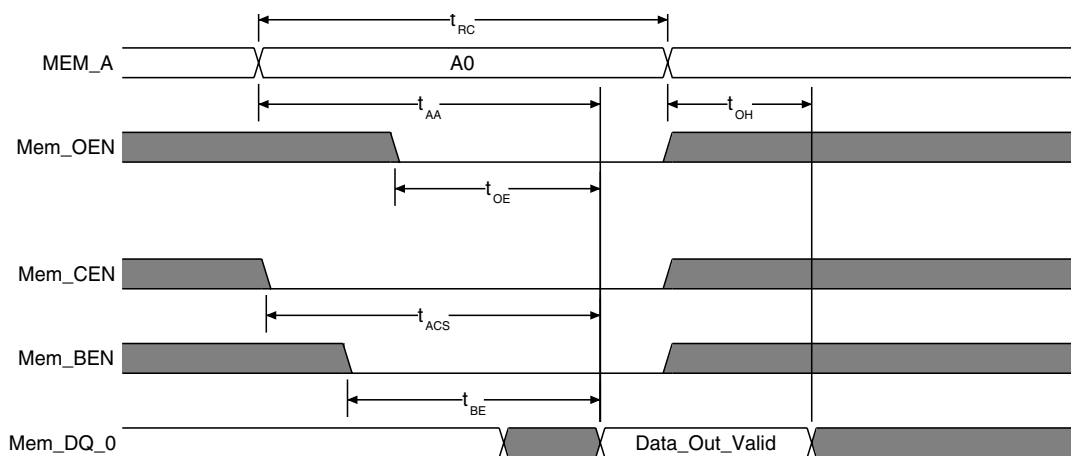 tRC
MEM_A
A0
tAA
tOH
Mem_OEN
tOE
Mem_CEN
tACS
Mem_BEN
tBE
Mem_DQ_0
Data_Out_Valid